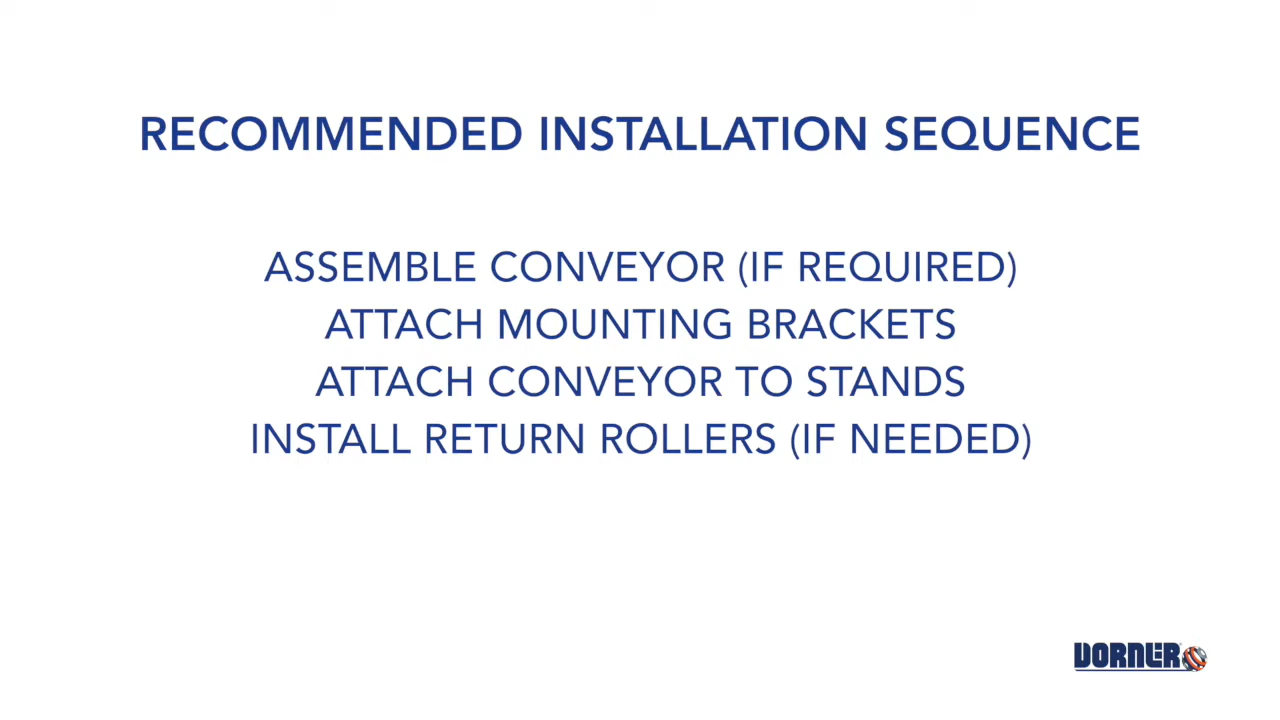 RECOMMENDED INSTALLATION SEQUENCE
ASSEMBLE CONVEYOR (IF REQUIRED)
ATTACH MOUNTING BRACKETS
ATTACH CONVEYOR TO STANDS
INSTALL RETURN ROLLERS (IF NEEDED)
DORNER